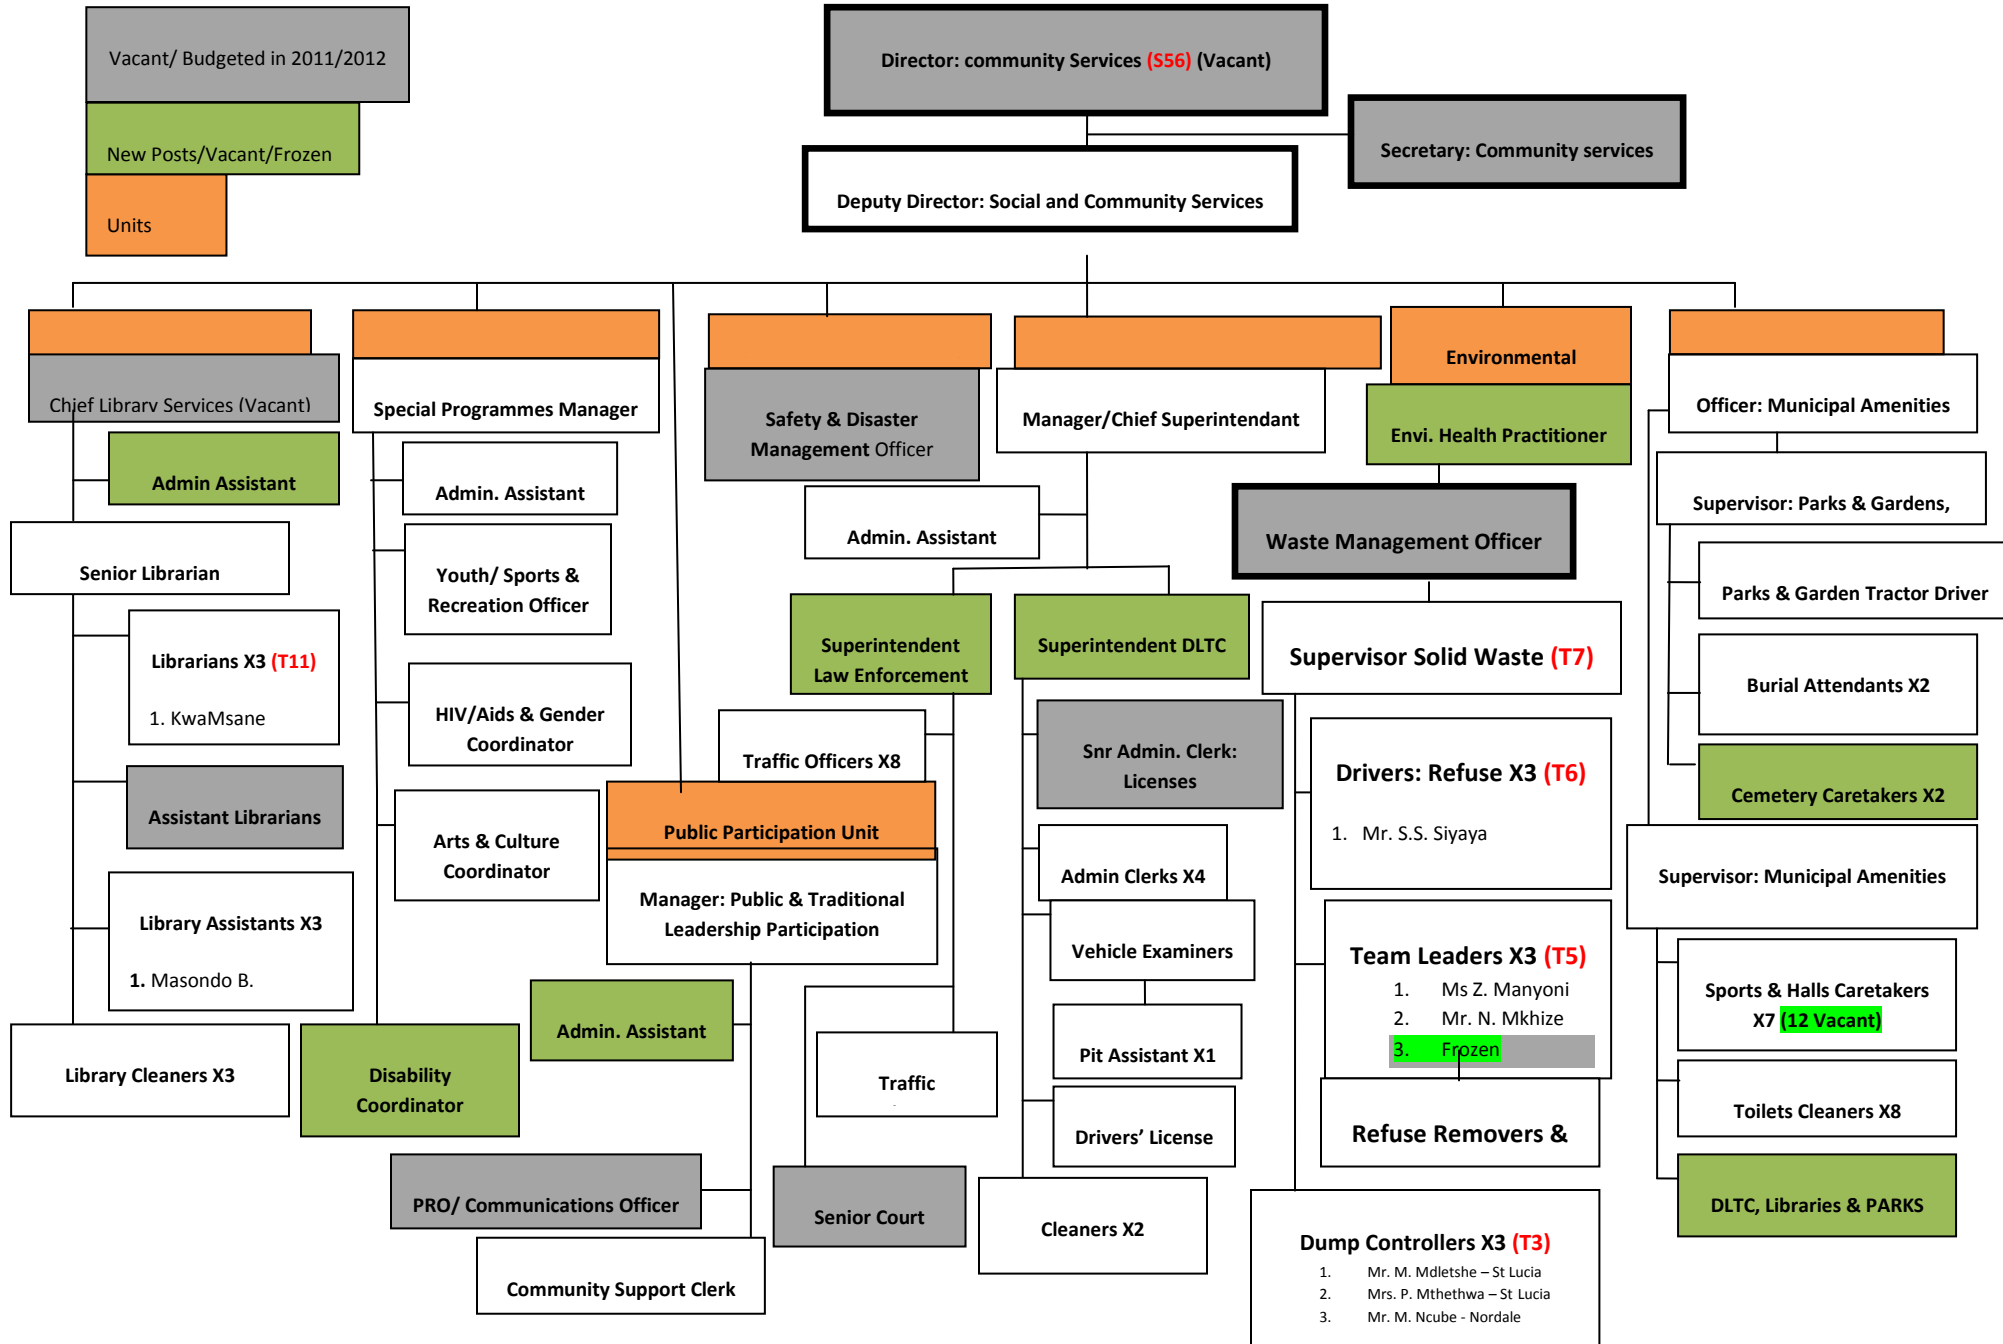 Vacant/ Budgeted in 2011/2012
New Posts/Vacant/Frozen
Units
Director: community Services (S56) (Vacant)
Secretary: Community services
Deputy Director: Social and Community Services
Chief Library Services (Vacant)
Admin Assistant
Senior Librarian
Librarians X3 (T11)
1. KwaMsane
Assistant Librarians
Library Assistants X3
1. Masondo B.
Library Cleaners X3
Special Programmes Manager
Admin. Assistant
Youth/ Sports &
Recreation Officer
HIV/Aids & Gender
Coordinator
Arts & Culture
Coordinator
Disability
Coordinator
Public Participation Unit
Manager: Public & Traditional
Leadership Participation
Admin. Assistant
PRO/ Communications Officer
Community Support Clerk
Safety & Disaster
Management Officer
Manager/Chief Superintendant
Admin. Assistant
Superintendent
Law Enforcement
Traffic Officers X8
Traffic
Senior Court
Superintendent DLTC
Snr Admin. Clerk:
Licenses
Admin Clerks X4
Vehicle Examiners
Pit Assistant X1
Drivers' License
Cleaners X2
Environmental
Envi. Health Practitioner
Waste Management Officer
Supervisor Solid Waste (T7)
Drivers: Refuse X3 (T6)
1. Mr. S.S. Siyaya
Team Leaders X3 (T5)
1. Ms Z. Manyoni
2. Mr. N. Mkhize
3. Frozen
Refuse Removers &
Dump Controllers X3 (T3)
1. Mr. M. Mdletshe – St Lucia
2. Mrs. P. Mthethwa – St Lucia
3. Mr. M. Ncube - Nordale
Officer: Municipal Amenities
Supervisor: Parks & Gardens,
Parks & Garden Tractor Driver
Burial Attendants X2
Cemetery Caretakers X2
Supervisor: Municipal Amenities
Sports & Halls Caretakers
X7 (12 Vacant)
Toilets Cleaners X8
DLTC, Libraries & PARKS